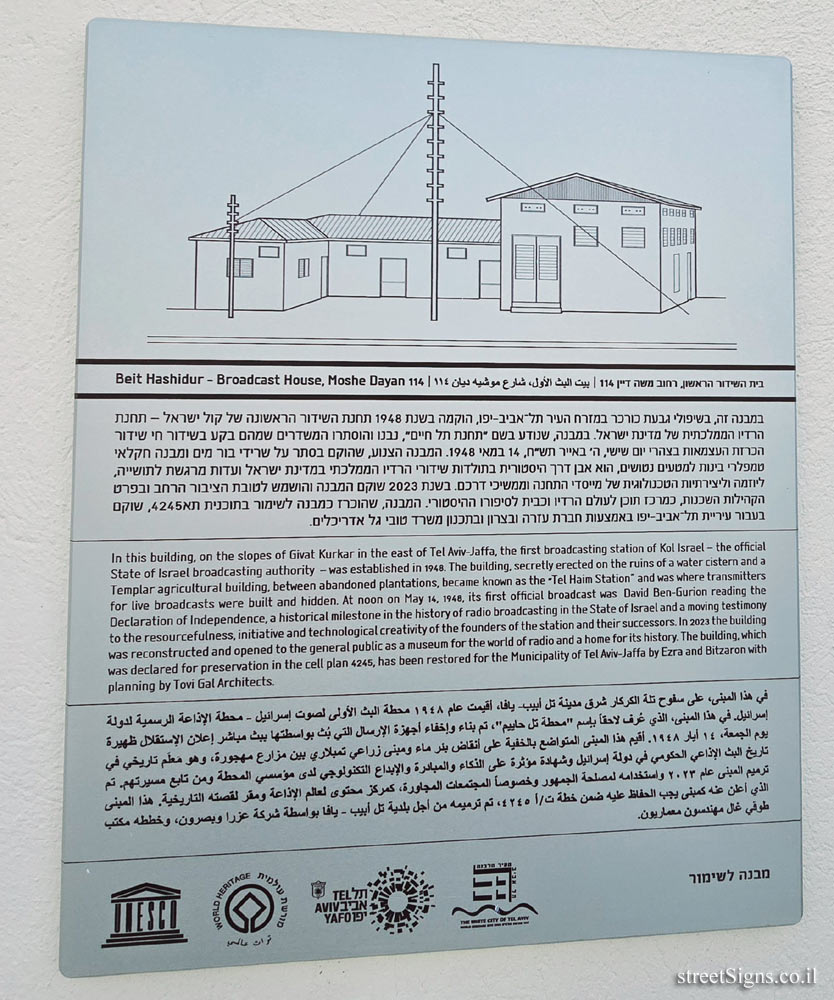 Beit Hashidur - Broadcast House, Moshe Dayan 114 | بيت البث الأول، شارع موشيه ديان ١١٤ | בית השידור הראשון, רחוב משה דיין 114
במבנה זה, בשיפולי גבעת כורכר במזרח העיר תל־אביב-יפו, הוקמה בשנת 1948 תחנת השידור הראשונה של קול ישראל – תחנת
הרדיו הממלכתית של מדינת ישראל. במבנה, שנודע בשם "תחנת תל חיים", נבנו והוסתרו המשדרים שמהם בקע בשידור חי שידור
הכרזת העצמאות בצהרי יום שישי, ה' באייר תש"ח, 14 במאי 1948. המבנה הצנוע, שהוקם בסתר על שרידי בור מים ומבנה חקלאי
טמפלרי בינות למטעים נטושים, הוא אבן דרך היסטורית בתולדות שידורי הרדיו הממלכתי במדינת ישראל ועדות מרגשת לתושייה,
ליוזמה וליצירתיות הטכנולוגית של מייסדי התחנה וממשיכי דרכם. בשנת 2023 שוקם המבנה והושמש לטובת הציבור הרחב ובפרט
הקהילות השכנות, כמרכז תוכן לעולם הרדיו וכבית לסיפורו ההיסטורי. המבנה, שהוכרז כמבנה לשימור בתוכנית תא4245, שוקם
בעבור עיריית תל־אביב-יפו באמצעות חברת עזרה ובצרון ובתכנון משרד טובי גל אדריכלים.
In this building, on the slopes of Givat Kurkar in the east of Tel Aviv-Jaffa, the first broadcasting station of Kol Israel – the official
State of Israel broadcasting authority – was established in 1948. The building, secretly erected on the ruins of a water cistern and a
Templar agricultural building, between abandoned plantations, became known as the "Tel Haim Station" and was where transmitters
for live broadcasts were built and hidden. At noon on May 14, 1948, its first official broadcast was David Ben-Gurion reading the
Declaration of Independence, a historical milestone in the history of radio broadcasting in the State of Israel and a moving testimony
to the resourcefulness, initiative and technological creativity of the founders of the station and their successors. In 2023 the building
was reconstructed and opened to the general public as a museum for the world of radio and a home for its history. The building, which
was declared for preservation in the cell plan 4245, has been restored for the Municipality of Tel Aviv-Jaffa by Ezra and Bitzaron with
planning by Tovi Gal Architects.
في هذا المبنى، على سفوح تلة الكركار شرق مدينة تل أبيب- يافا، أقيمت عام ١٩٤٨ محطة البث الأولى لصوت إسرائيل - محطة الإذاعة الرسمية لدولة
إسرائيل. في هذا المبنى، الذي عُرف لاحقاً بإسم "محطة تل حاييم"، تم بناء وإخفاء أجهزة الإرسال التي بُث بواسطتها ببث مباشر إعلان الإستقلال ظهيرة
يوم الجمعة، ١٤ أيار ١٩٤٨. أقيم هذا المبنى المتواضع بالخفية على أنقاض بئر ماء ومبنى زراعي تمبلاري بين مزارع مهجورة، وهو معلَم تاريخي في
تاريخ البث الإذاعي الحكومي في دولة إسرائيل وشهادة مؤثرة على الذكاء والمبادرة والإبداع التكنولوجي لدى مؤسسي المحطة ومن تابع مسيرتهم. تم
ترميم المبنى عام ٢٠٢٣ واستخدامه لمصلحة الجمهور وخصوصاً المجتمعات المجاورة، كمركز محتوى لعالم الإذاعة ومقر لقصته التاريخية. هذا المبنى
الذي أعلن عنه كمبنى يجب الحفاظ عليه ضمن خطة ت/أ ٤٢٤٥، تم ترميمه من أجل بلدية تل أبيب - يافا بواسطة شركة عزرا وبصرون، وخططه مكتب
طوفي غال مهندسون معماريون.
מבנה לשימור
UNESCO
WORLD HERITAGE
מורשת עולמית
TEL
AVIV
YAFO
תל
אביב
יפו
THE WHITE CITY OF TEL AVIV
streetSigns.co.il